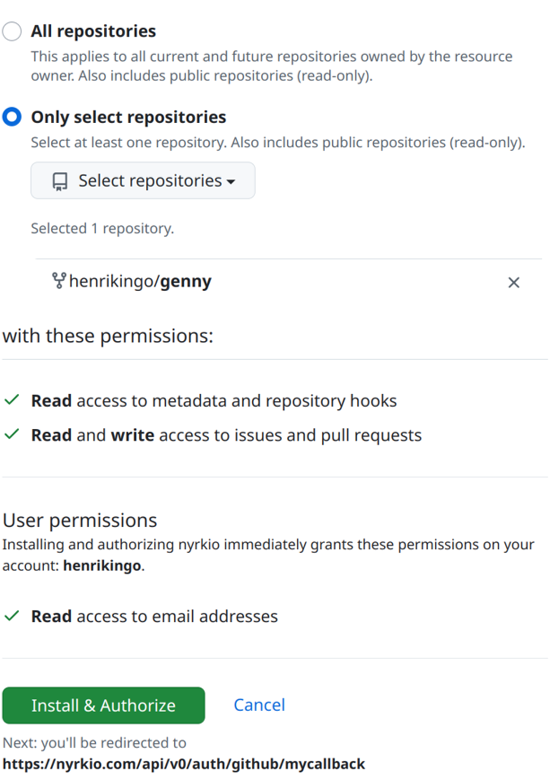 All repositories
This applies to all current and future repositories owned by the resource
owner. Also includes public repositories (read-only).
Only select repositories
Select at least one repository. Also includes public repositories (read-only).
Select repositories
Selected 1 repository.
henrikingo/genny
with these permissions:
Read access to metadata and repository hooks
Read and write access to issues and pull requests
User permissions
Installing and authorizing nyrkio immediately grants these permissions on your
account: henrikingo.
Read access to email addresses
Install & Authorize Cancel
Next: you'll be redirected to
https://nyrkio.com/api/v0/auth/github/mycallback